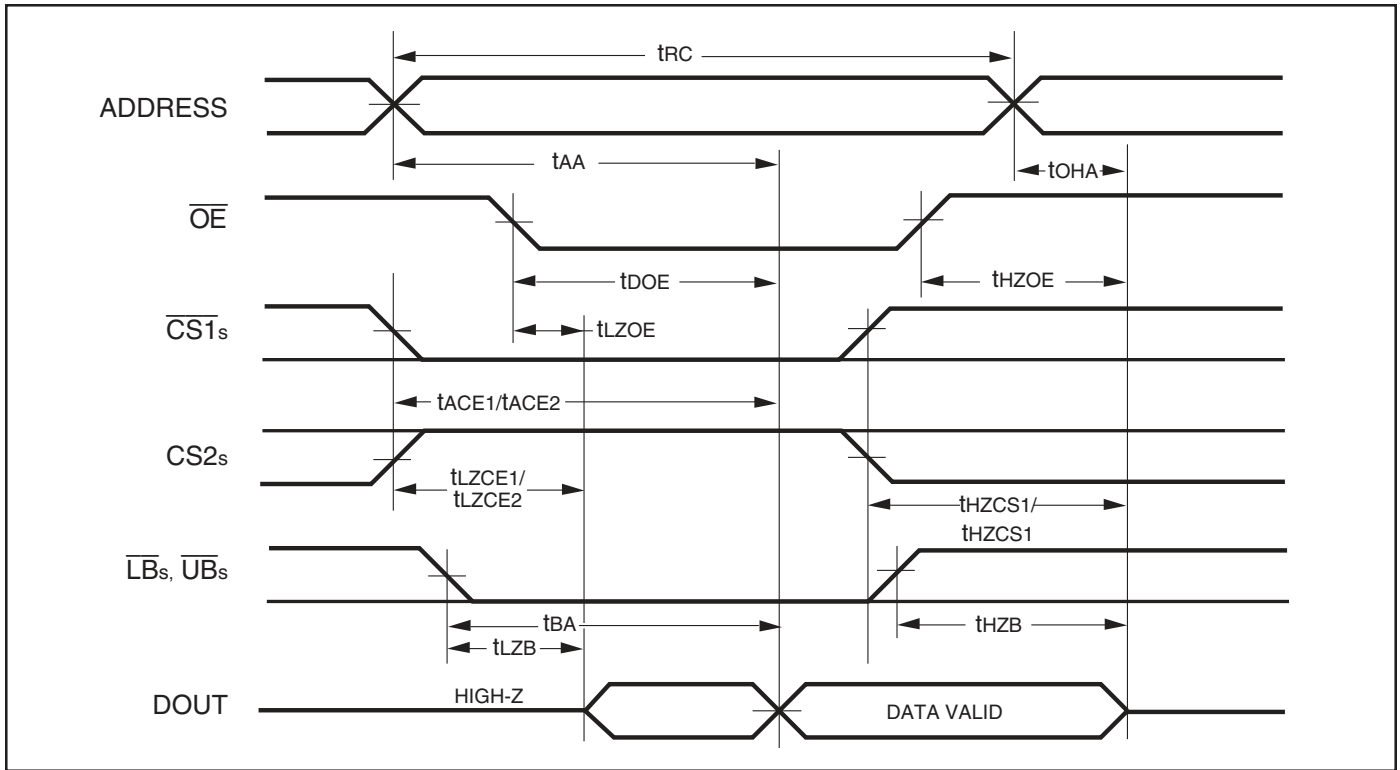 tRC
ADDRESS
tAA
tOHA
OE
tDOE
tHZOE
CS1s
tLZOE
tACE1/tACE2
CS2s
tLZCE1/
tLZCE2
tHZCS1/
tHZCS1
LBs, UBs
tBA
tHZB
tLZB
HIGH-Z
DOUT
DATA VALID